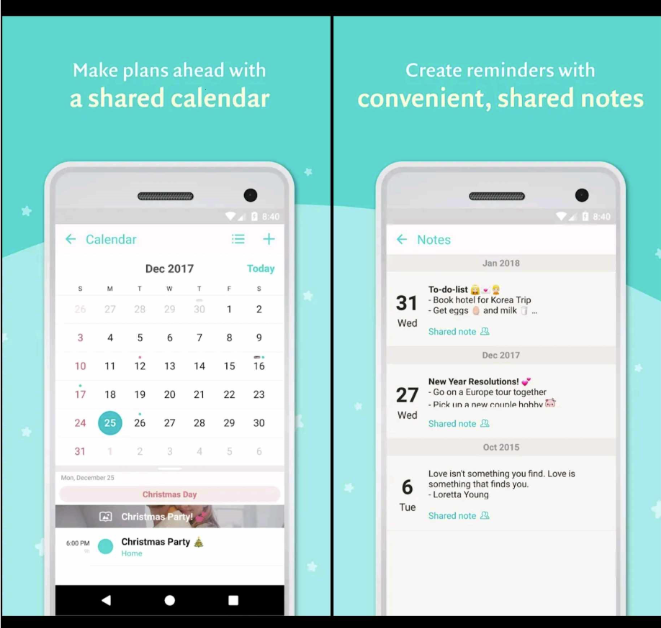 Make plans ahead with
a shared calendar
8:40
Calendar
Dec 2017 Today
S M T W T F S
26 27 28 29 30 1 2
3 4 5 6 7 8 9
10 11 12 13 14 15 16
17 18 19 20 21 22 23
24 25 26 27 28 29 30
31 1 2 3 4 5 6
Mon, December 25
Christmas Day
Christmas Party!
6:00 PM Christmas Party 🎄
Home
Create reminders with
convenient, shared notes
8:40
Notes
Jan 2018
31
Wed
To-do-list
- Book hotel for Korea Trip
- Get eggs 🥚 and milk 🥛 ...
Shared note
Dec 2017
27
Wed
New Year Resolutions! 💕
- Go on a Europe tour together
- Pick up a new couple hobby
Shared note
Oct 2015
6
Tue
Love isn't something you find. Love is
something that finds you.
- Loretta Young
Shared note